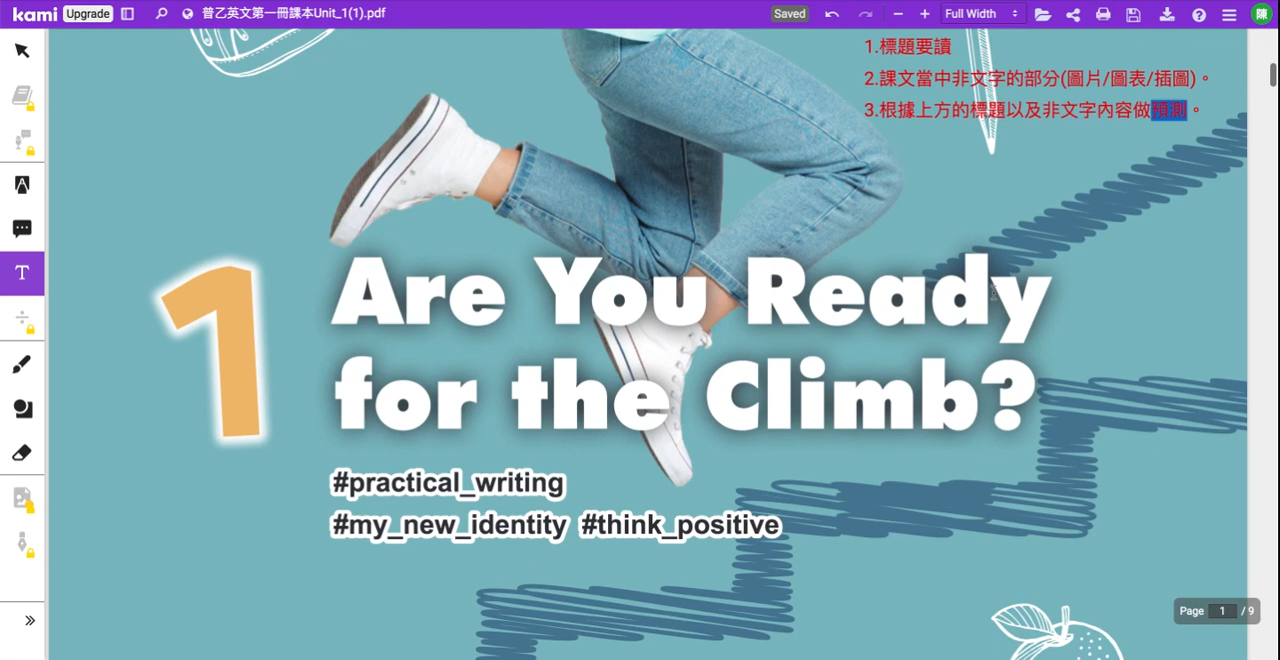 kami Upgrade 普乙英文第一冊課本Unit_1(1).pdf Saved Full Width 陳
1.標題要讀
2.課文當中非文字的部分(圖片/圖表/插圖)。
3.根據上方的標題以及非文字內容做預測。
1 Are You Ready
for the Climb?
#practical_writing
#my_new_identity #think_positive
Page 1 / 9